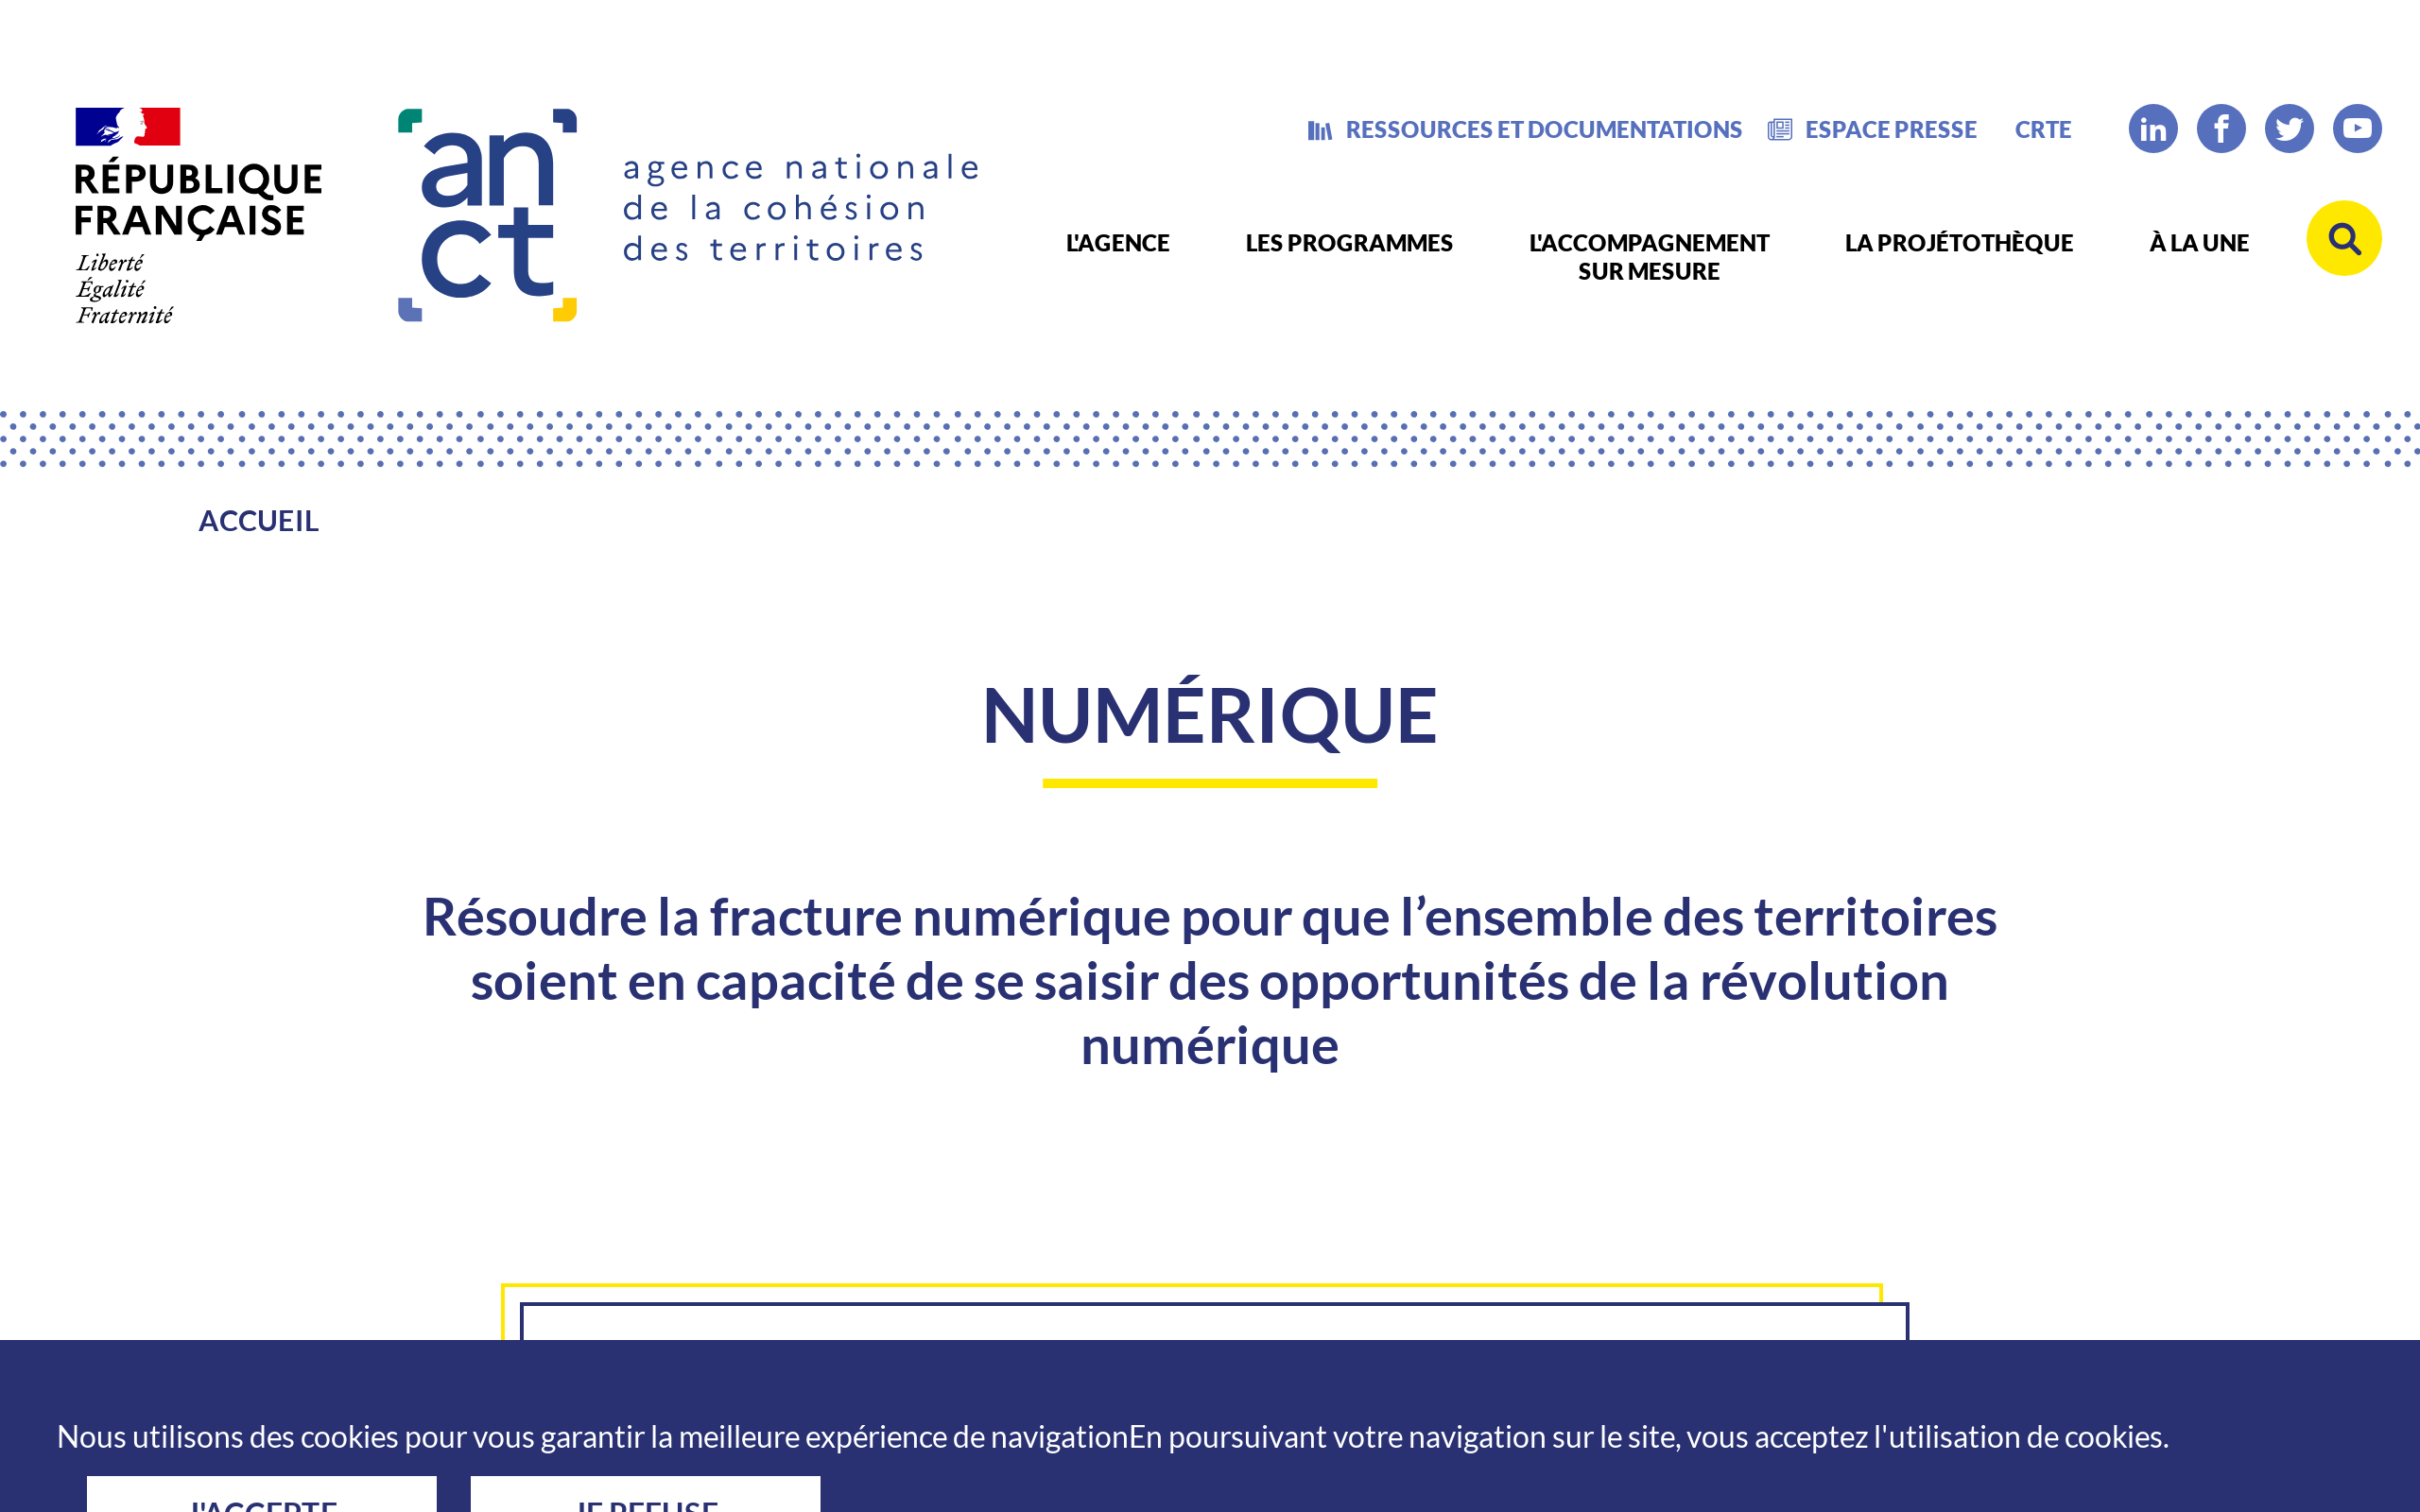 RÉPUBLIQUE
FRANÇAISE
Liberté
Égalité
Fraternité
anct
agence nationale
de la cohésion
des territoires
RESSOURCES ET DOCUMENTATIONS ESPACE PRESSE CRTE
L'AGENCE LES PROGRAMMES L'ACCOMPAGNEMENT
SUR MESURE LA PROJÉTOTHÈQUE À LA UNE
ACCUEIL
NUMÉRIQUE
Résoudre la fracture numérique pour que l’ensemble des territoires
soient en capacité de se saisir des opportunités de la révolution
numérique
Nous utilisons des cookies pour vous garantir la meilleure expérience de navigationEn poursuivant votre navigation sur le site, vous acceptez l'utilisation de cookies.
J'ACCEPTE JE REFUSE